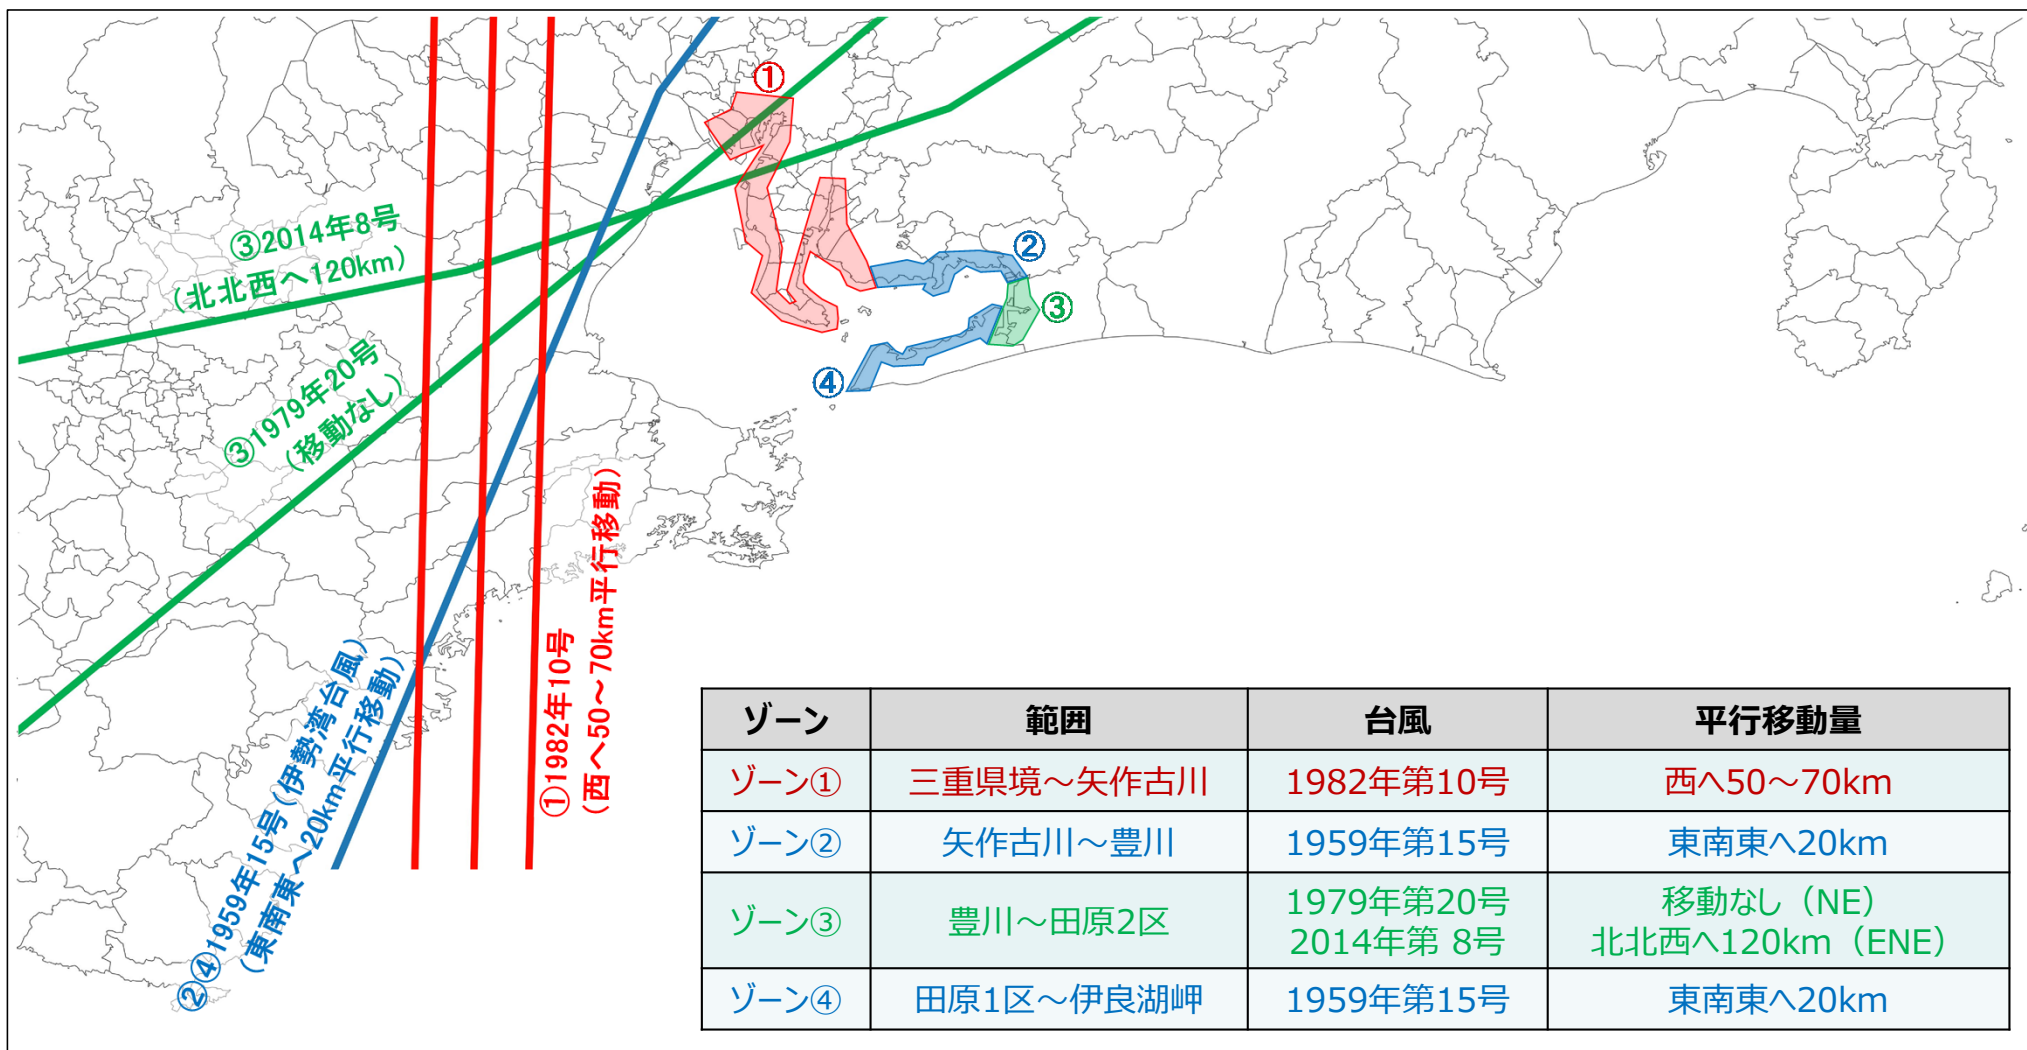 ①
②
③
④
③2014年8号
（北北西へ120km）
③1979年20号
（移動なし）
①1982年10号
（西へ50～70km平行移動）
②④1959年15号（伊勢湾台風）
（東南東へ20km平行移動）
ゾーン 範囲 台風 平行移動量
ゾーン① 三重県境～矢作古川 1982年第10号 西へ50～70km
ゾーン② 矢作古川～豊川 1959年第15号 東南東へ20km
ゾーン③ 豊川～田原2区 1979年第20号 移動なし（NE）
2014年第 8号 北北西へ120km（ENE）
ゾーン④ 田原1区～伊良湖岬 1959年第15号 東南東へ20km